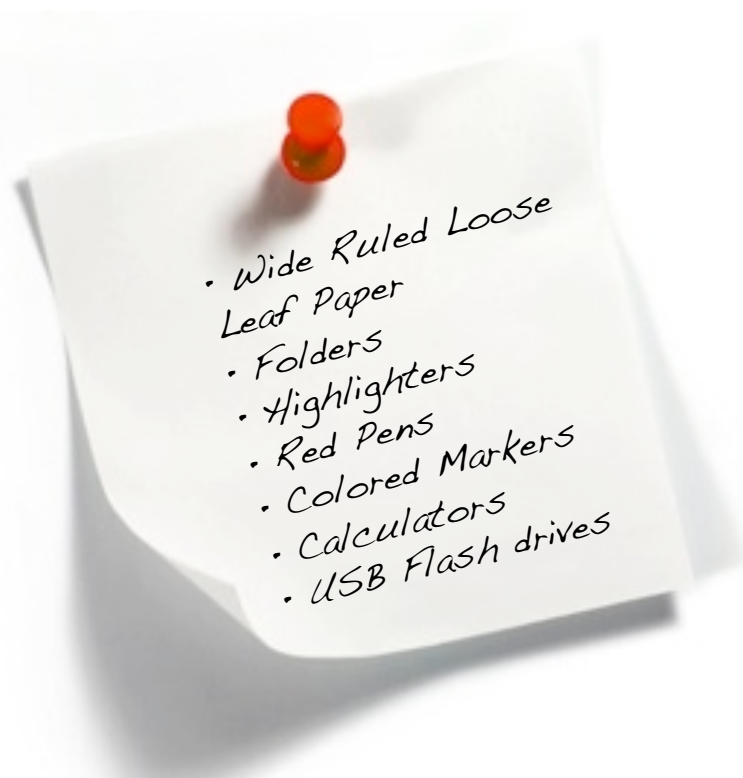 · Wide Ruled Loose
Leaf Paper
· Folders
· Highlighters
· Red Pens
· Colored Markers
· Calculators
· USB Flash drives